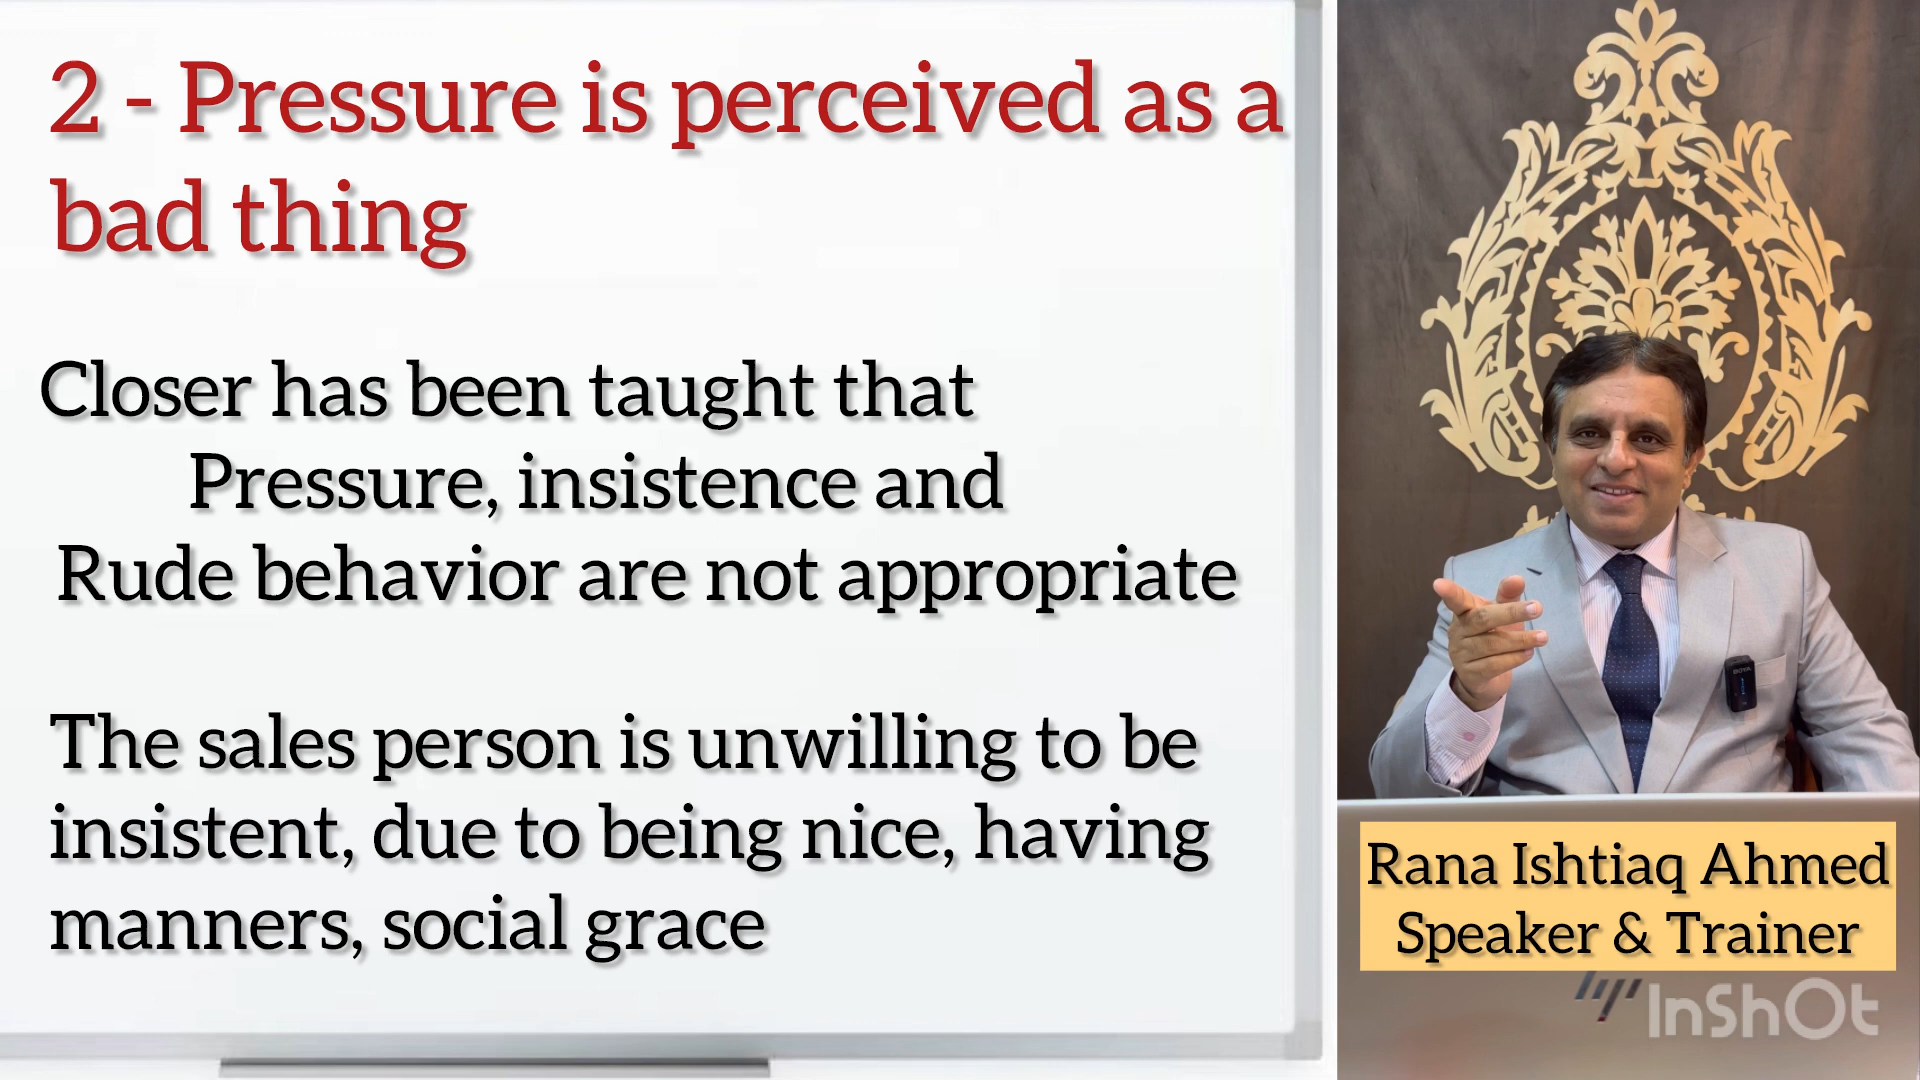 2 - Pressure is perceived as a
bad thing
Closer has been taught that
Pressure, insistence and
Rude behavior are not appropriate
The sales person is unwilling to be
insistent, due to being nice, having
manners, social grace
BOYA
Rana Ishtiaq Ahmed
Speaker & Trainer
InShOt